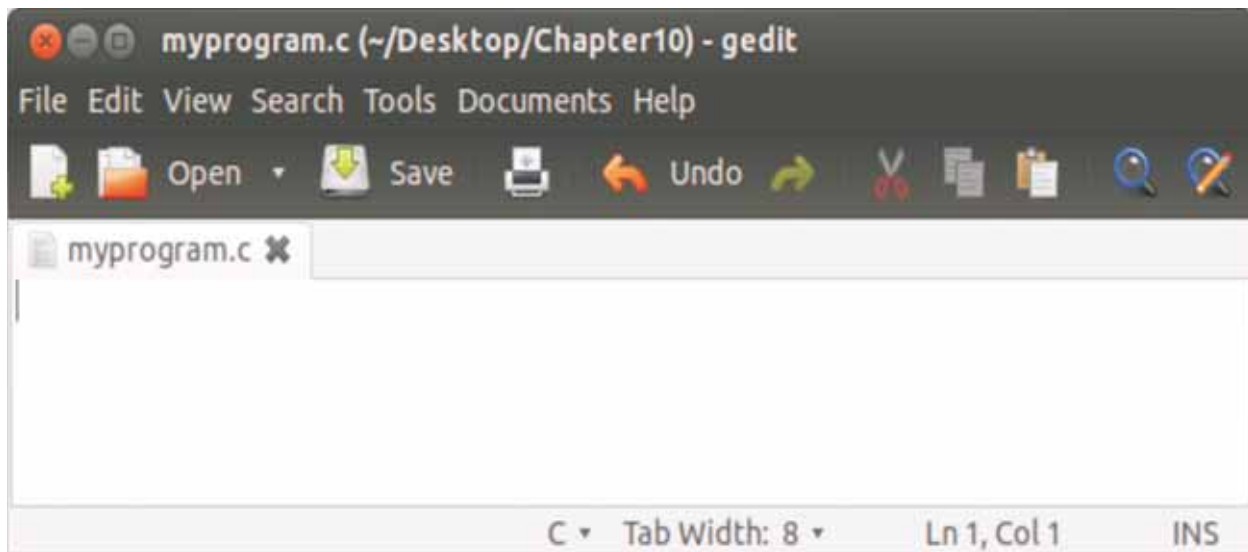 myprogram.c (~/Desktop/Chapter10) - gedit
File Edit View Search Tools Documents Help
Open Save Undo
myprogram.c
C Tab Width: 8 Ln 1, Col 1 INS